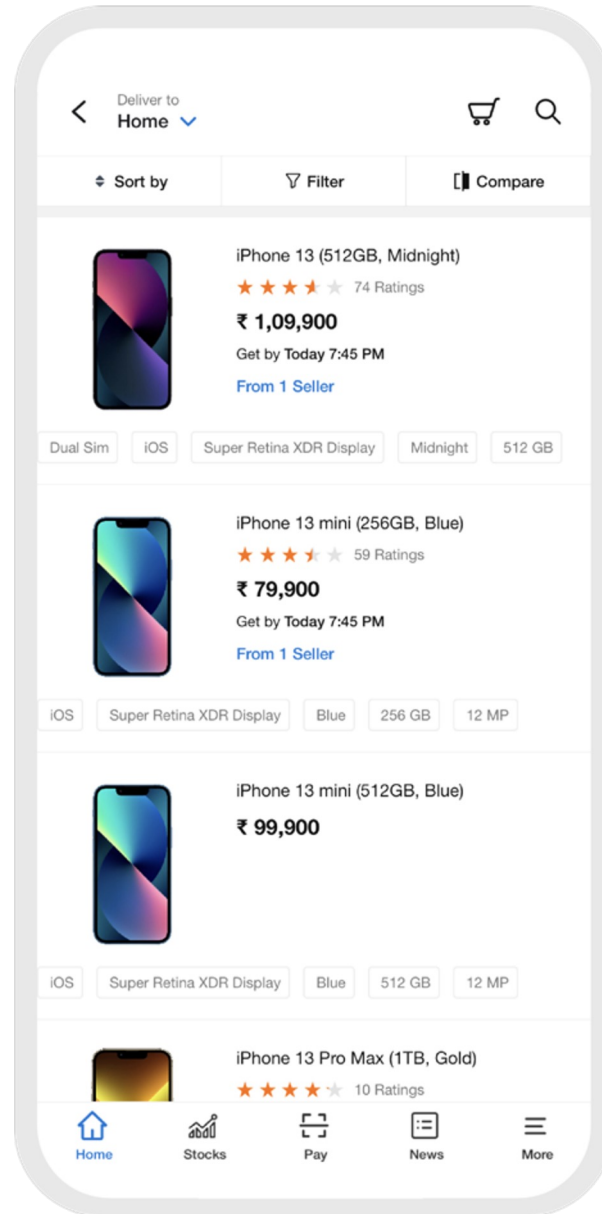 Deliver to
Home
Sort by
Filter
Compare
iPhone 13 (512GB, Midnight)
74 Ratings
₹ 1,09,900
Get by Today 7:45 PM
From 1 Seller
Dual Sim iOS Super Retina XDR Display Midnight 512 GB
iPhone 13 mini (256GB, Blue)
59 Ratings
₹ 79,900
Get by Today 7:45 PM
From 1 Seller
iOS Super Retina XDR Display Blue 256 GB 12 MP
iPhone 13 mini (512GB, Blue)
₹ 99,900
iOS Super Retina XDR Display Blue 512 GB 12 MP
iPhone 13 Pro Max (1TB, Gold)
10 Ratings
Home Stocks Pay News More